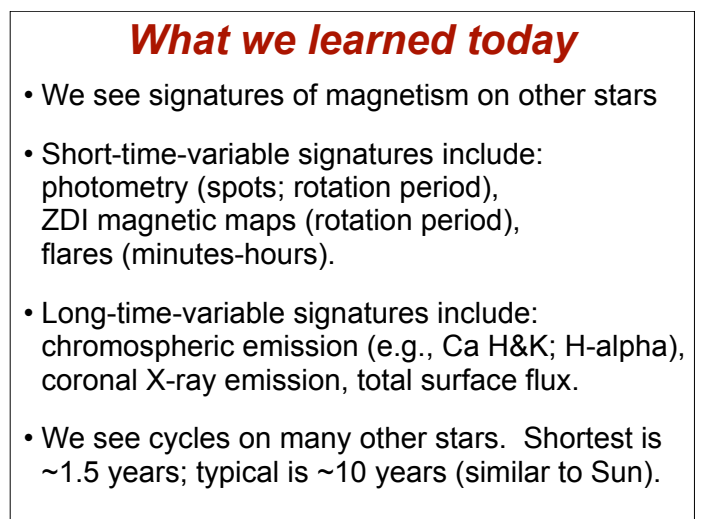 What we learned today
• We see signatures of magnetism on other stars
• Short-time-variable signatures include:
photometry (spots; rotation period),
ZDI magnetic maps (rotation period),
flares (minutes-hours).
• Long-time-variable signatures include:
chromospheric emission (e.g., Ca H&K; H-alpha),
coronal X-ray emission, total surface flux.
• We see cycles on many other stars.  Shortest is
~1.5 years; typical is ~10 years (similar to Sun).